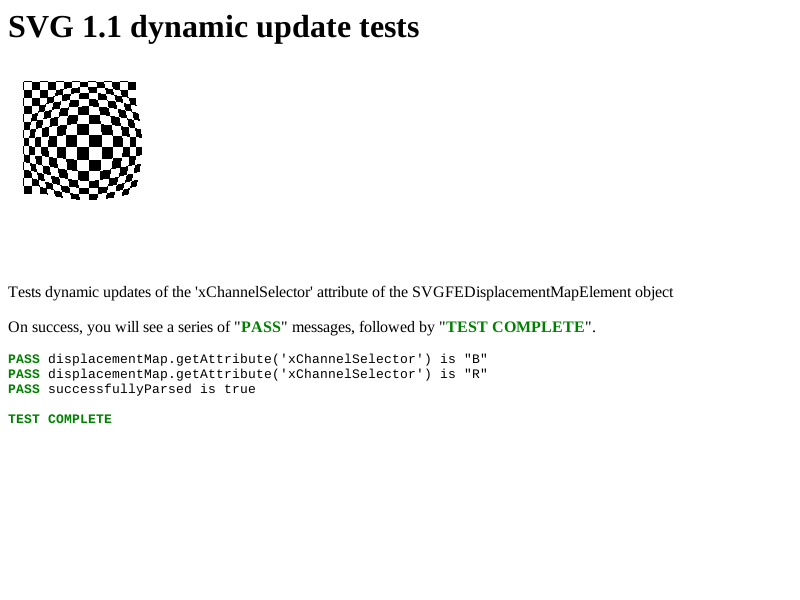 SVG 1.1 dynamic update tests
Tests dynamic updates of the 'xChannelSelector' attribute of the SVGFEDisplacementMapElement object
On success, you will see a series of "PASS" messages, followed by "TEST COMPLETE".
PASS displacementMap.getAttribute('xChannelSelector') is "B"
PASS displacementMap.getAttribute('xChannelSelector') is "R"
PASS successfullyParsed is true
TEST COMPLETE